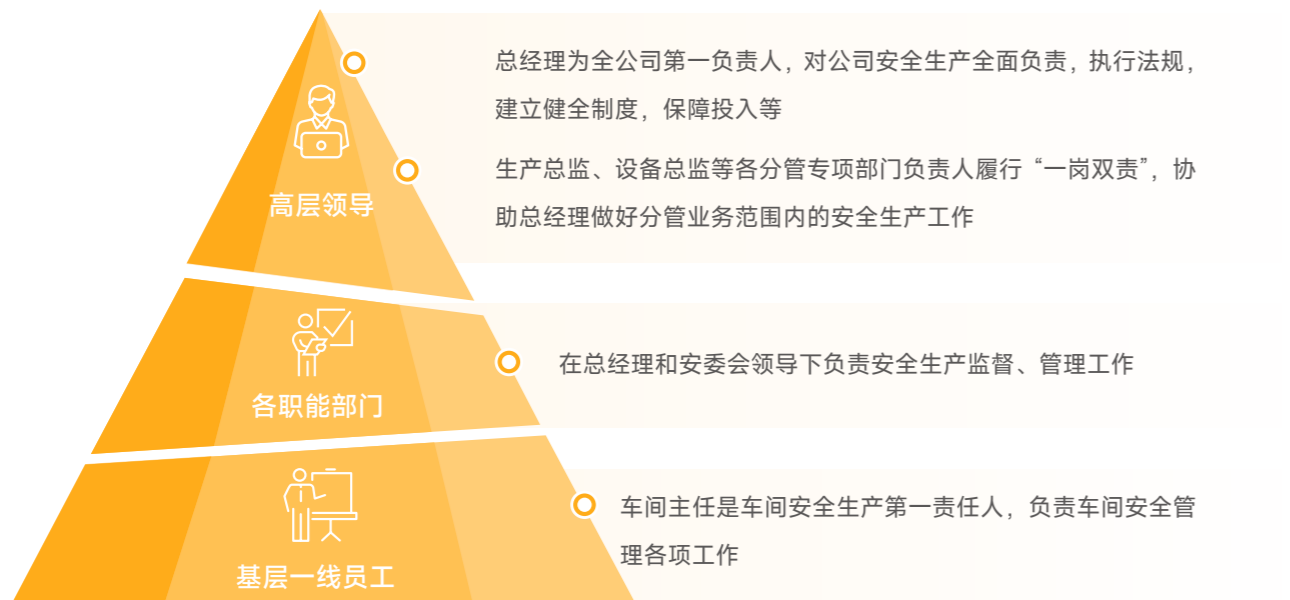 总经理为全公司第一负责人，对公司安全生产全面负责，执行法规，
建立健全制度，保障投入等
生产总监、设备总监等各分管专项部门负责人履行“一岗双责”，协
助总经理做好分管业务范围内的安全生产工作
高层领导
在总经理和安委会领导下负责安全生产监督、管理工作
各职能部门
车间主任是车间安全生产第一责任人，负责车间安全管
理各项工作
基层一线员工